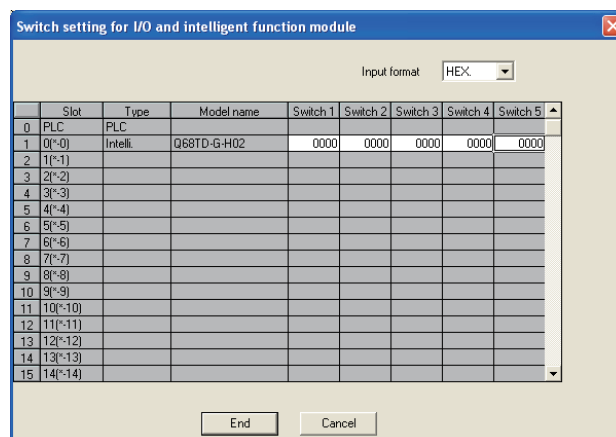 Switch setting for I/O and intelligent function module
Input format HEX.
Slot Type Model name Switch 1 Switch 2 Switch 3 Switch 4 Switch 5
0 PLC PLC
1 0(*-0) Intelli. Q68TD-G-H02 0000 0000 0000 0000 0000
2 1(*-1)
3 2(*-2)
4 3(*-3)
5 4(*-4)
6 5(*-5)
7 6(*-6)
8 7(*-7)
9 8(*-8)
10 9(*-9)
11 10(*-10)
12 11(*-11)
13 12(*-12)
14 13(*-13)
15 14(*-14)
End Cancel